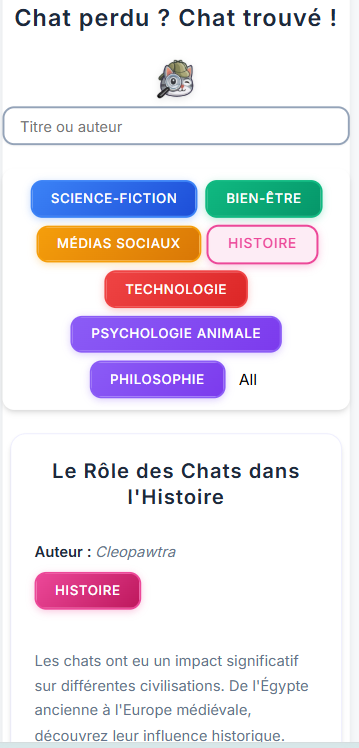 Chat perdu ? Chat trouvé !
Titre ou auteur
SCIENCE-FICTION
BIEN-ÊTRE
MÉDIAS SOCIAUX
HISTOIRE
TECHNOLOGIE
PSYCHOLOGIE ANIMALE
PHILOSOPHIE
All
Le Rôle des Chats dans
l'Histoire
Auteur : Cleopawtra
HISTOIRE
Les chats ont eu un impact significatif
sur différentes civilisations. De l'Égypte
ancienne à l'Europe médiévale,
découvrez leur influence historique.